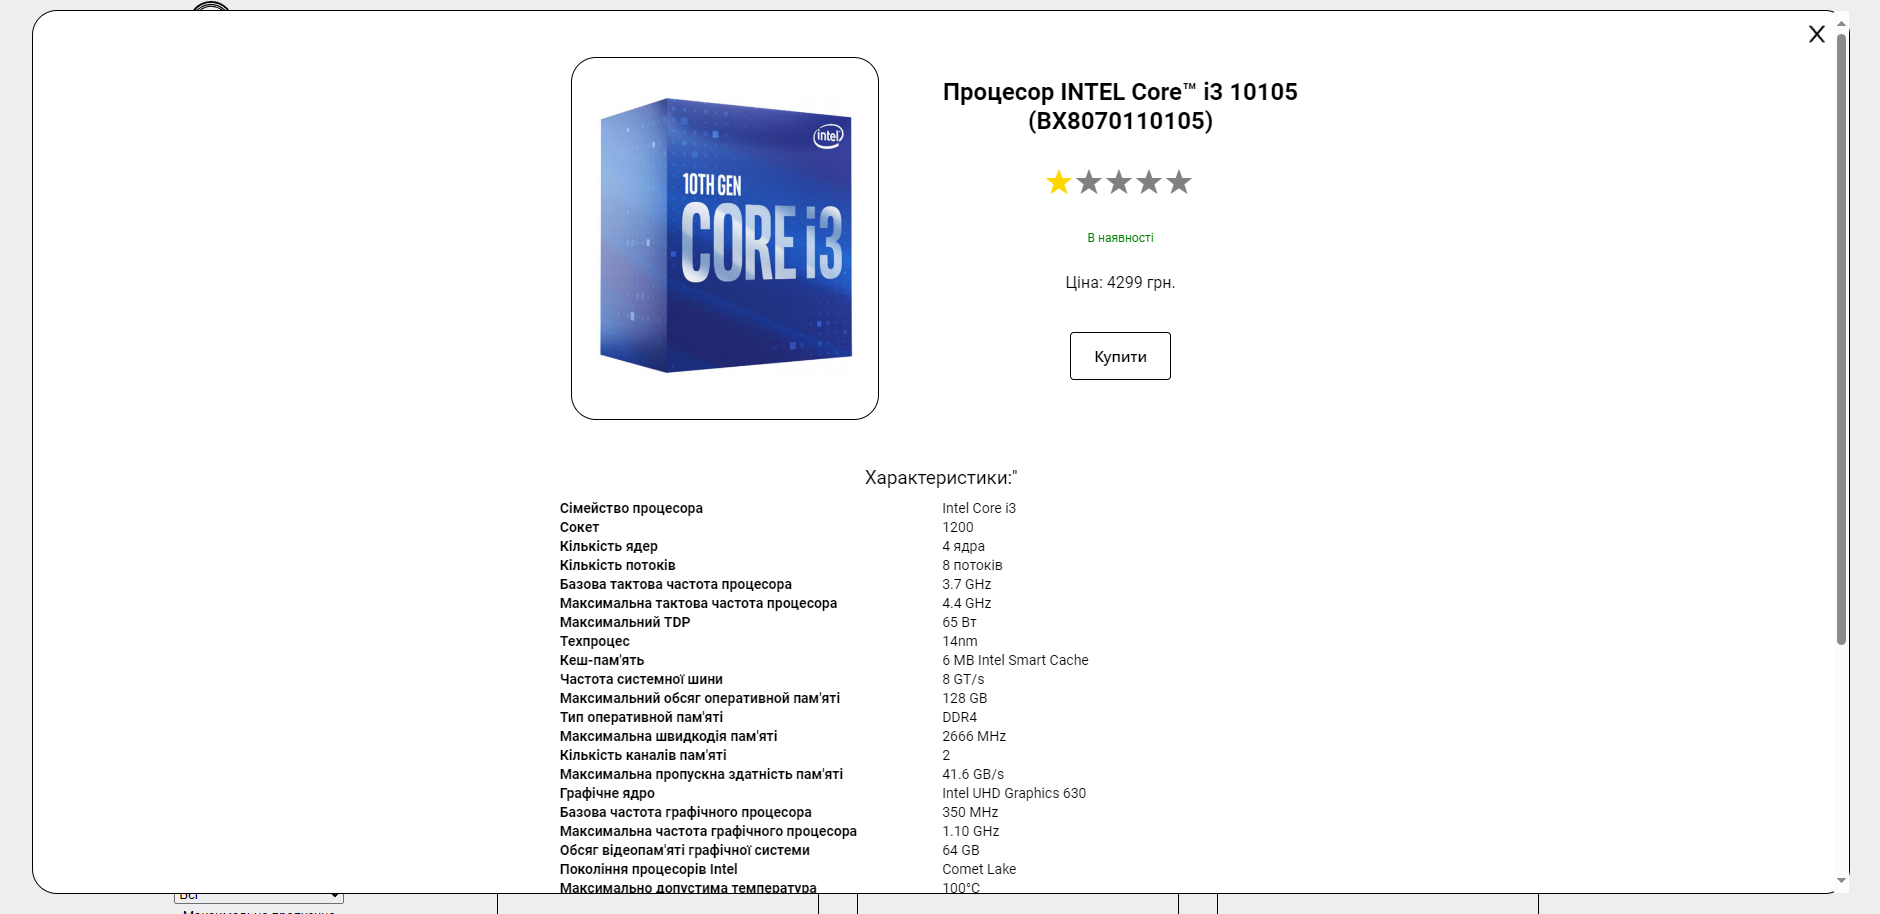 X
Процесор INTEL Core™ i3 10105
(BX8070110105)
intel
10TH GEN
CORE i3
В наявності
Ціна: 4299 грн.
Купити
Характеристики:"
Сімейство процесора Intel Core i3
Сокет 1200
Кількість ядер 4 ядра
Кількість потоків 8 потоків
Базова тактова частота процесора 3.7 GHz
Максимальна тактова частота процесора 4.4 GHz
Максимальний TDP 65 Вт
Техпроцес 14nm
Кеш-пам'ять 6 MB Intel Smart Cache
Частота системної шини 8 GT/s
Максимальний обсяг оперативної пам'яті 128 GB
Тип оперативной пам'яті DDR4
Максимальна швидкодія пам'яті 2666 MHz
Кількість каналів пам'яті 2
Максимальна пропускна здатність пам'яті 41.6 GB/s
Графічне ядро Intel UHD Graphics 630
Базова частота графічного процесора 350 MHz
Максимальна частота графічного процесора 1.10 GHz
Обсяг відеопам'яті графічної системи 64 GB
Покоління процесорів Intel Comet Lake
Максимально допустима температура 100°C
Всі